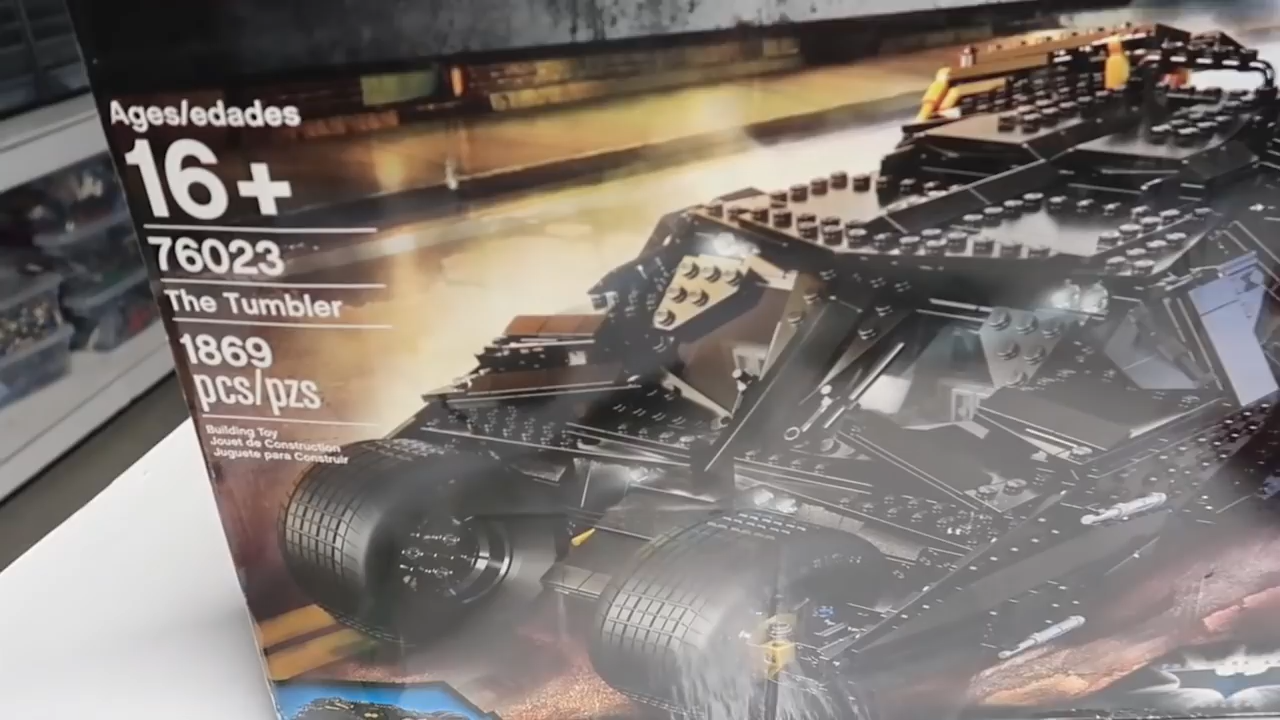 Ages/edades
16+
76023
The Tumbler
1869
pcs/pzs
Building Toy
Jouet de Construction
Juguete para Construir